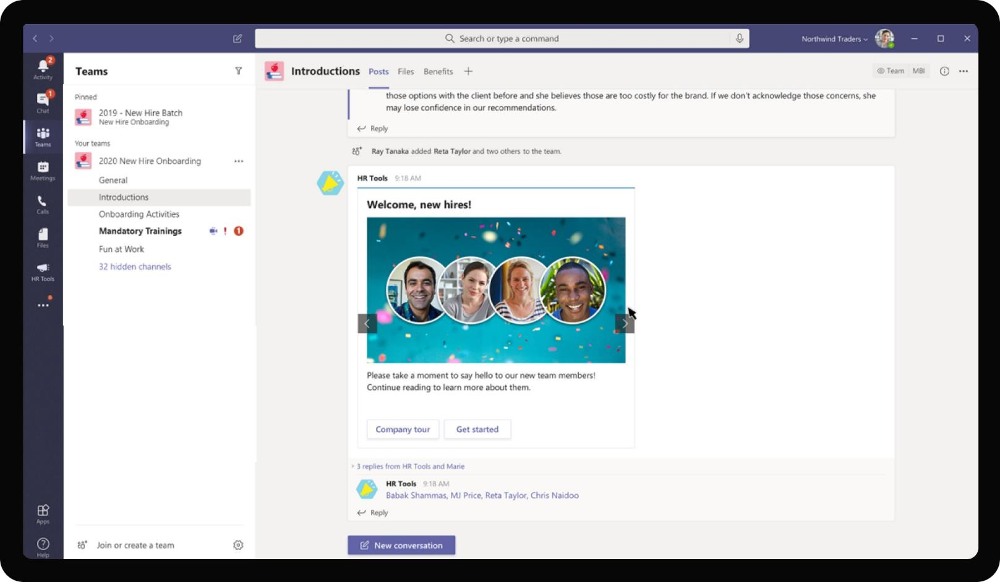 Search or type a command
Northwind Traders
2
Activity
1
Chat
Teams
Meetings
Calls
Files
HR Tools
Apps
Help
Teams
Pinned
2019 - New Hire Batch
New Hire Onboarding
Your teams
2020 New Hire Onboarding
General
Introductions
Onboarding Activities
Mandatory Trainings ! 1
Fun at Work
32 hidden channels
Join or create a team
Introductions Posts Files Benefits
Team MBI
those options with the client before and she believes those are too costly for the brand. If we don't acknowledge those concerns, she
may lose confidence in our recommendations.
Reply
Ray Tanaka added Reta Taylor and two others to the team.
HR Tools 9:18 AM
Welcome, new hires!
Please take a moment to say hello to our new team members!
Continue reading to learn more about them.
Company tour Get started
3 replies from HR Tools and Marie
HR Tools 9:18 AM
Babak Shammas, MJ Price, Reta Taylor, Chris Naidoo
Reply
New conversation